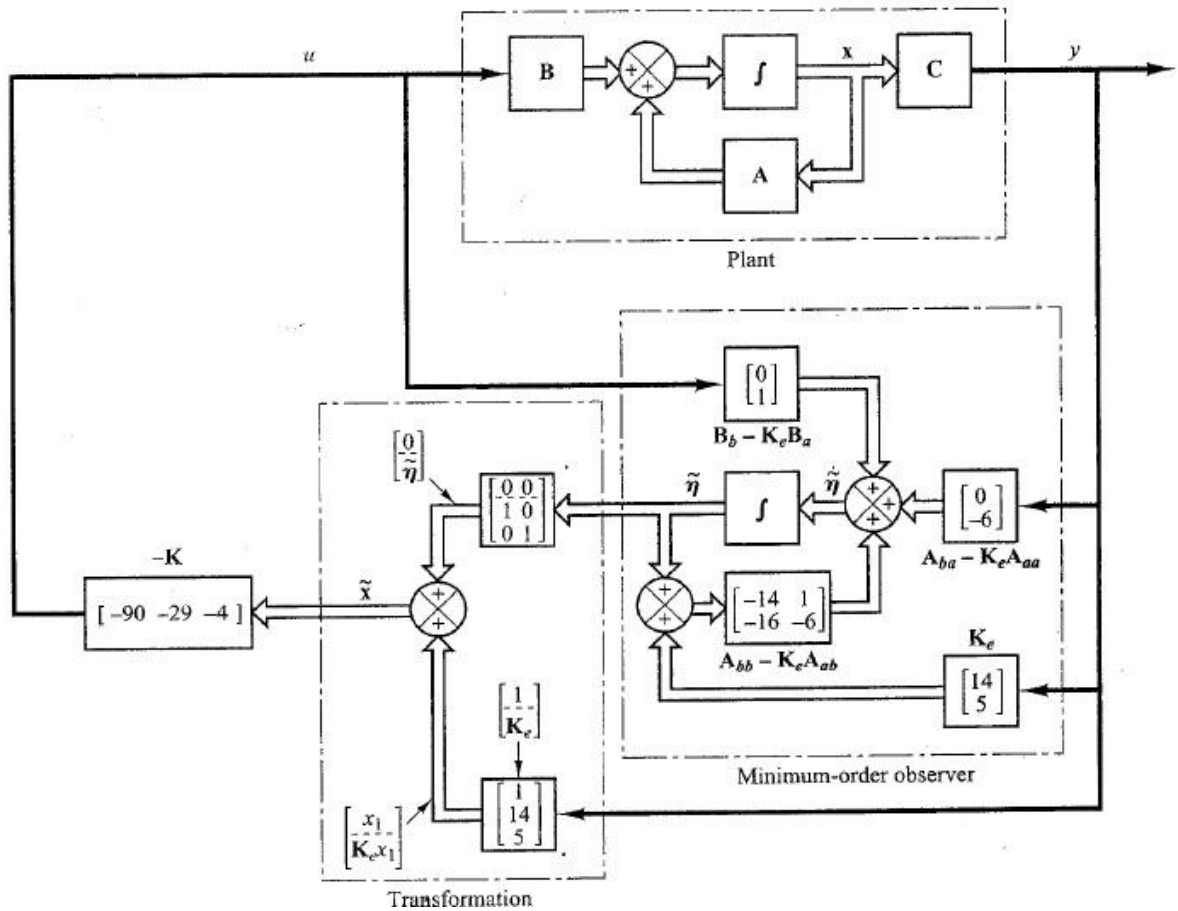 u
B
+
+
∫
x
C
y
A
Plant
[0
1]
B_b − K_e B_a
[0
η̃]
[0 0
1 0
0 1]
η̃
∫
η̃̇
+
+
+
[0
−6]
A_ba − K_e A_aa
−K
[ −90 −29 −4 ]
x̃
+
+
+
+
[−14 1
−16 −6]
A_bb − K_e A_ab
K_e
[14
5]
[1
K_e]
Minimum-order observer
[x_1
K_e x_1]
[1
14
5]
Transformation